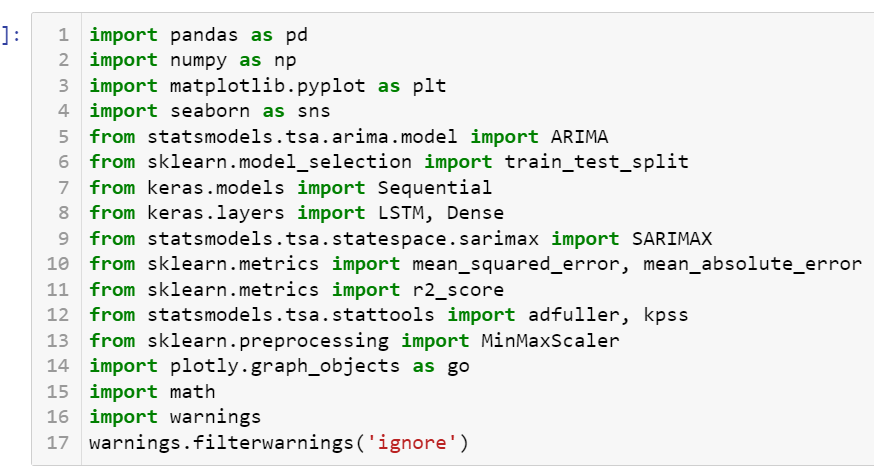 ]:
1 import pandas as pd
2 import numpy as np
3 import matplotlib.pyplot as plt
4 import seaborn as sns
5 from statsmodels.tsa.arima.model import ARIMA
6 from sklearn.model_selection import train_test_split
7 from keras.models import Sequential
8 from keras.layers import LSTM, Dense
9 from statsmodels.tsa.statespace.sarimax import SARIMAX
10 from sklearn.metrics import mean_squared_error, mean_absolute_error
11 from sklearn.metrics import r2_score
12 from statsmodels.tsa.stattools import adfuller, kpss
13 from sklearn.preprocessing import MinMaxScaler
14 import plotly.graph_objects as go
15 import math
16 import warnings
17 warnings.filterwarnings('ignore')